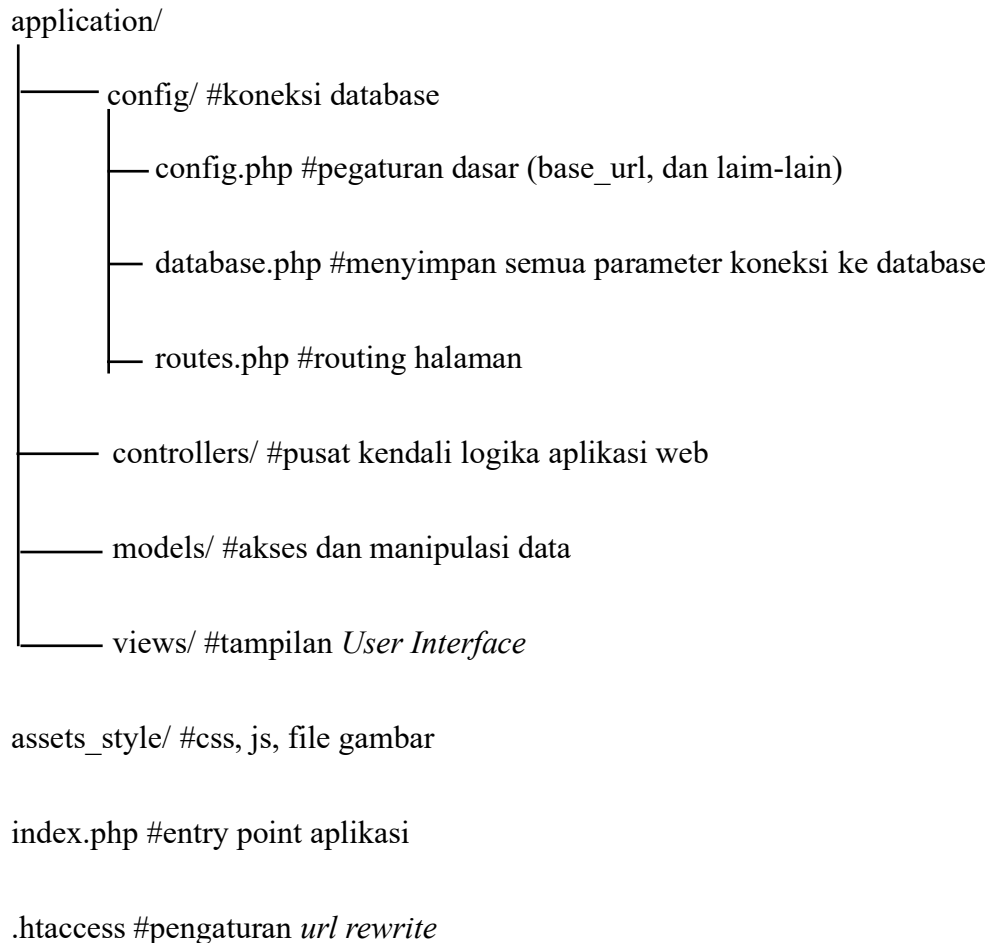 application/
config/ #koneksi database
config.php #pegaturan dasar (base_url, dan laim-lain)
database.php #menyimpan semua parameter koneksi ke database
routes.php #routing halaman
controllers/ #pusat kendali logika aplikasi web
models/ #akses dan manipulasi data
views/ #tampilan User Interface
assets_style/ #css, js, file gambar
index.php #entry point aplikasi
.htaccess #pengaturan url rewrite